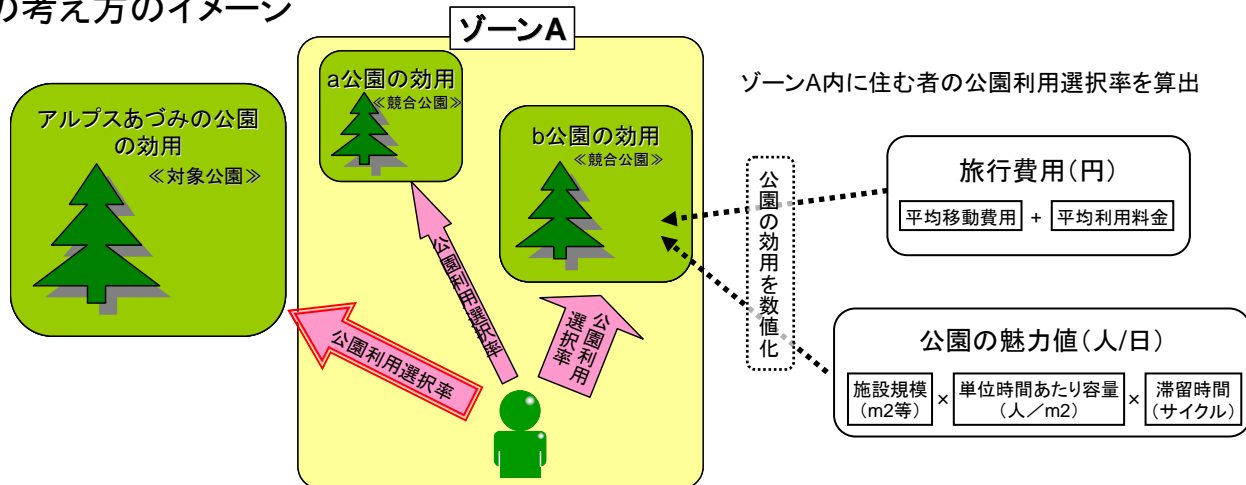 の考え方のイメージ
ゾーンA
アルプスあづみの公園
の効用
≪対象公園≫
a公園の効用
≪競合公園≫
b公園の効用
≪競合公園≫
公園利用選択率
公園利用選択率
公園利用
選択率
ゾーンA内に住む者の公園利用選択率を算出
公園の効用を数値化
旅行費用(円)
平均移動費用 + 平均利用料金
公園の魅力値(人/日)
施設規模
(m2等)
×
単位時間あたり容量
(人／m2)
×
滞留時間
(サイクル)